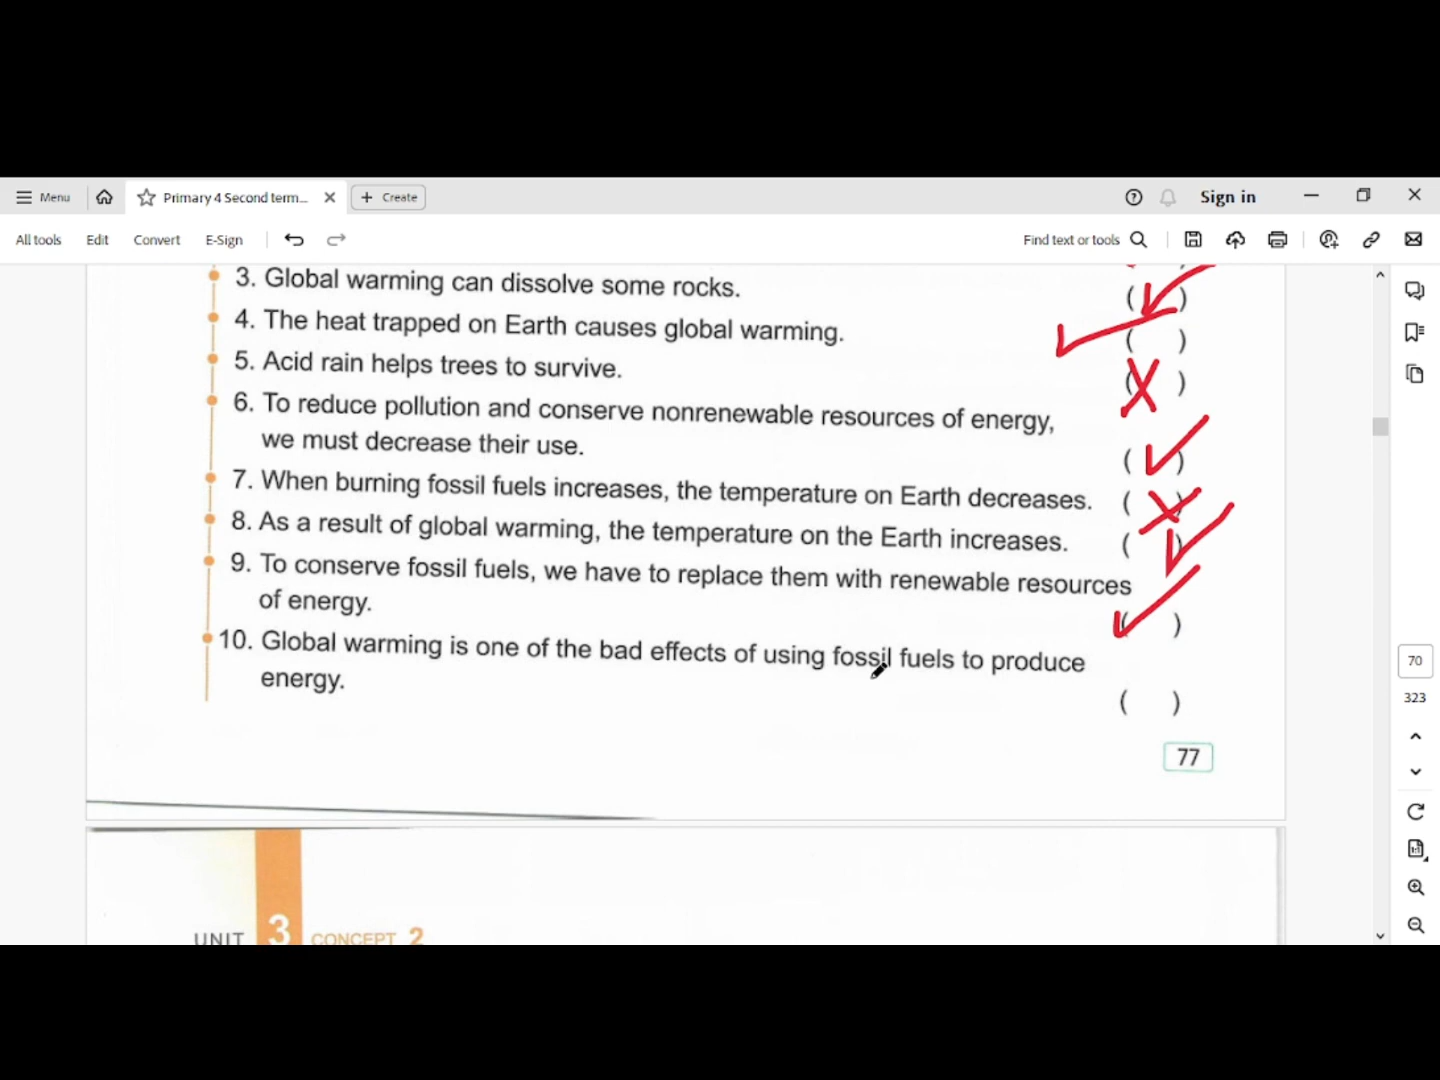 Menu
Primary 4 Second term...
Create
Sign in
All tools
Edit
Convert
E-Sign
Find text or tools
3. Global warming can dissolve some rocks. ( )
4. The heat trapped on Earth causes global warming. ( )
5. Acid rain helps trees to survive. ( )
6. To reduce pollution and conserve nonrenewable resources of energy,
we must decrease their use. ( )
7. When burning fossil fuels increases, the temperature on Earth decreases. ( )
8. As a result of global warming, the temperature on the Earth increases. ( )
9. To conserve fossil fuels, we have to replace them with renewable resources
of energy. ( )
10. Global warming is one of the bad effects of using fossil fuels to produce
energy. ( )
77
70
323
UNIT 3 CONCEPT 2